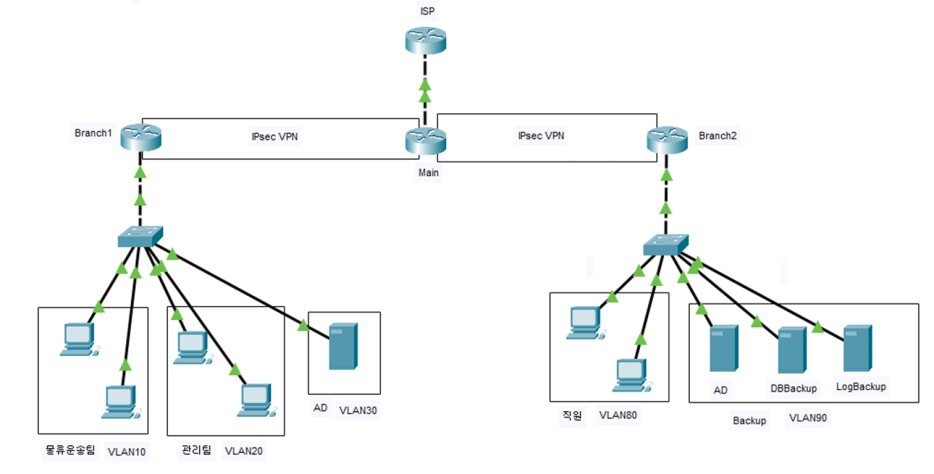 ISP
Branch1
IPsec VPN
IPsec VPN
Branch2
Main
AD
VLAN30
물류운송팀 VLAN10
관리팀 VLAN20
직원 VLAN80
AD
DBBackup
LogBackup
Backup VLAN90